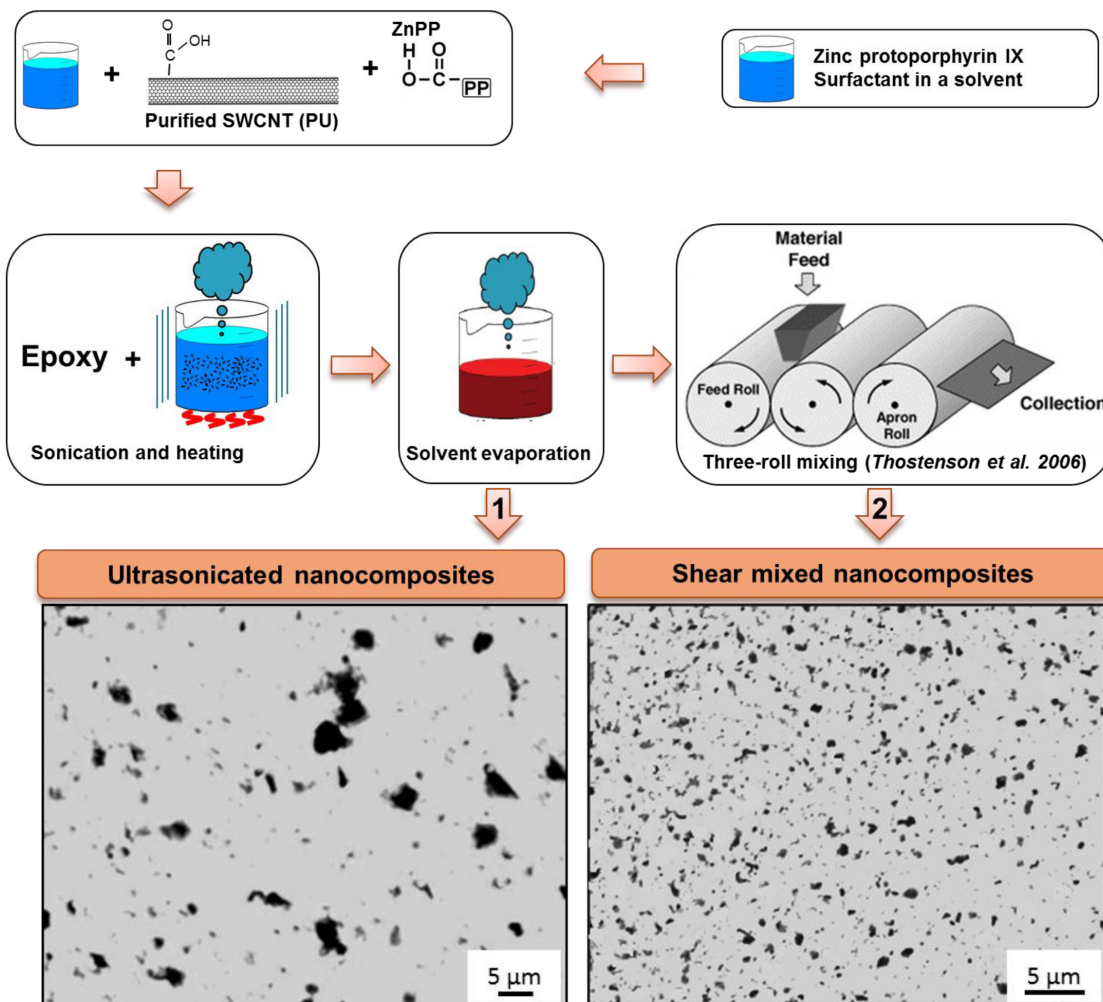 ZnPP
O
OH
C
+
+
H O
O–C–
PP
Purified SWCNT (PU)
Zinc protoporphyrin IX
Surfactant in a solvent
Epoxy +
Sonication and heating
Solvent evaporation
Material
Feed
Feed Roll
Apron
Roll
Collection
Three-roll mixing (Thostenson et al. 2006)
1
2
Ultrasonicated nanocomposites
Shear mixed nanocomposites
5 µm
5 µm